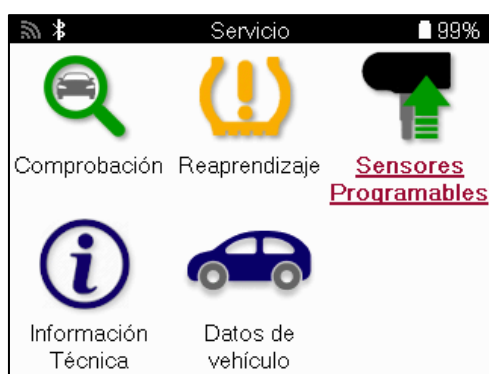 Servicio 99%
Comprobación Reaprendizaje Sensores
Programables
Información Datos de
Técnica vehículo